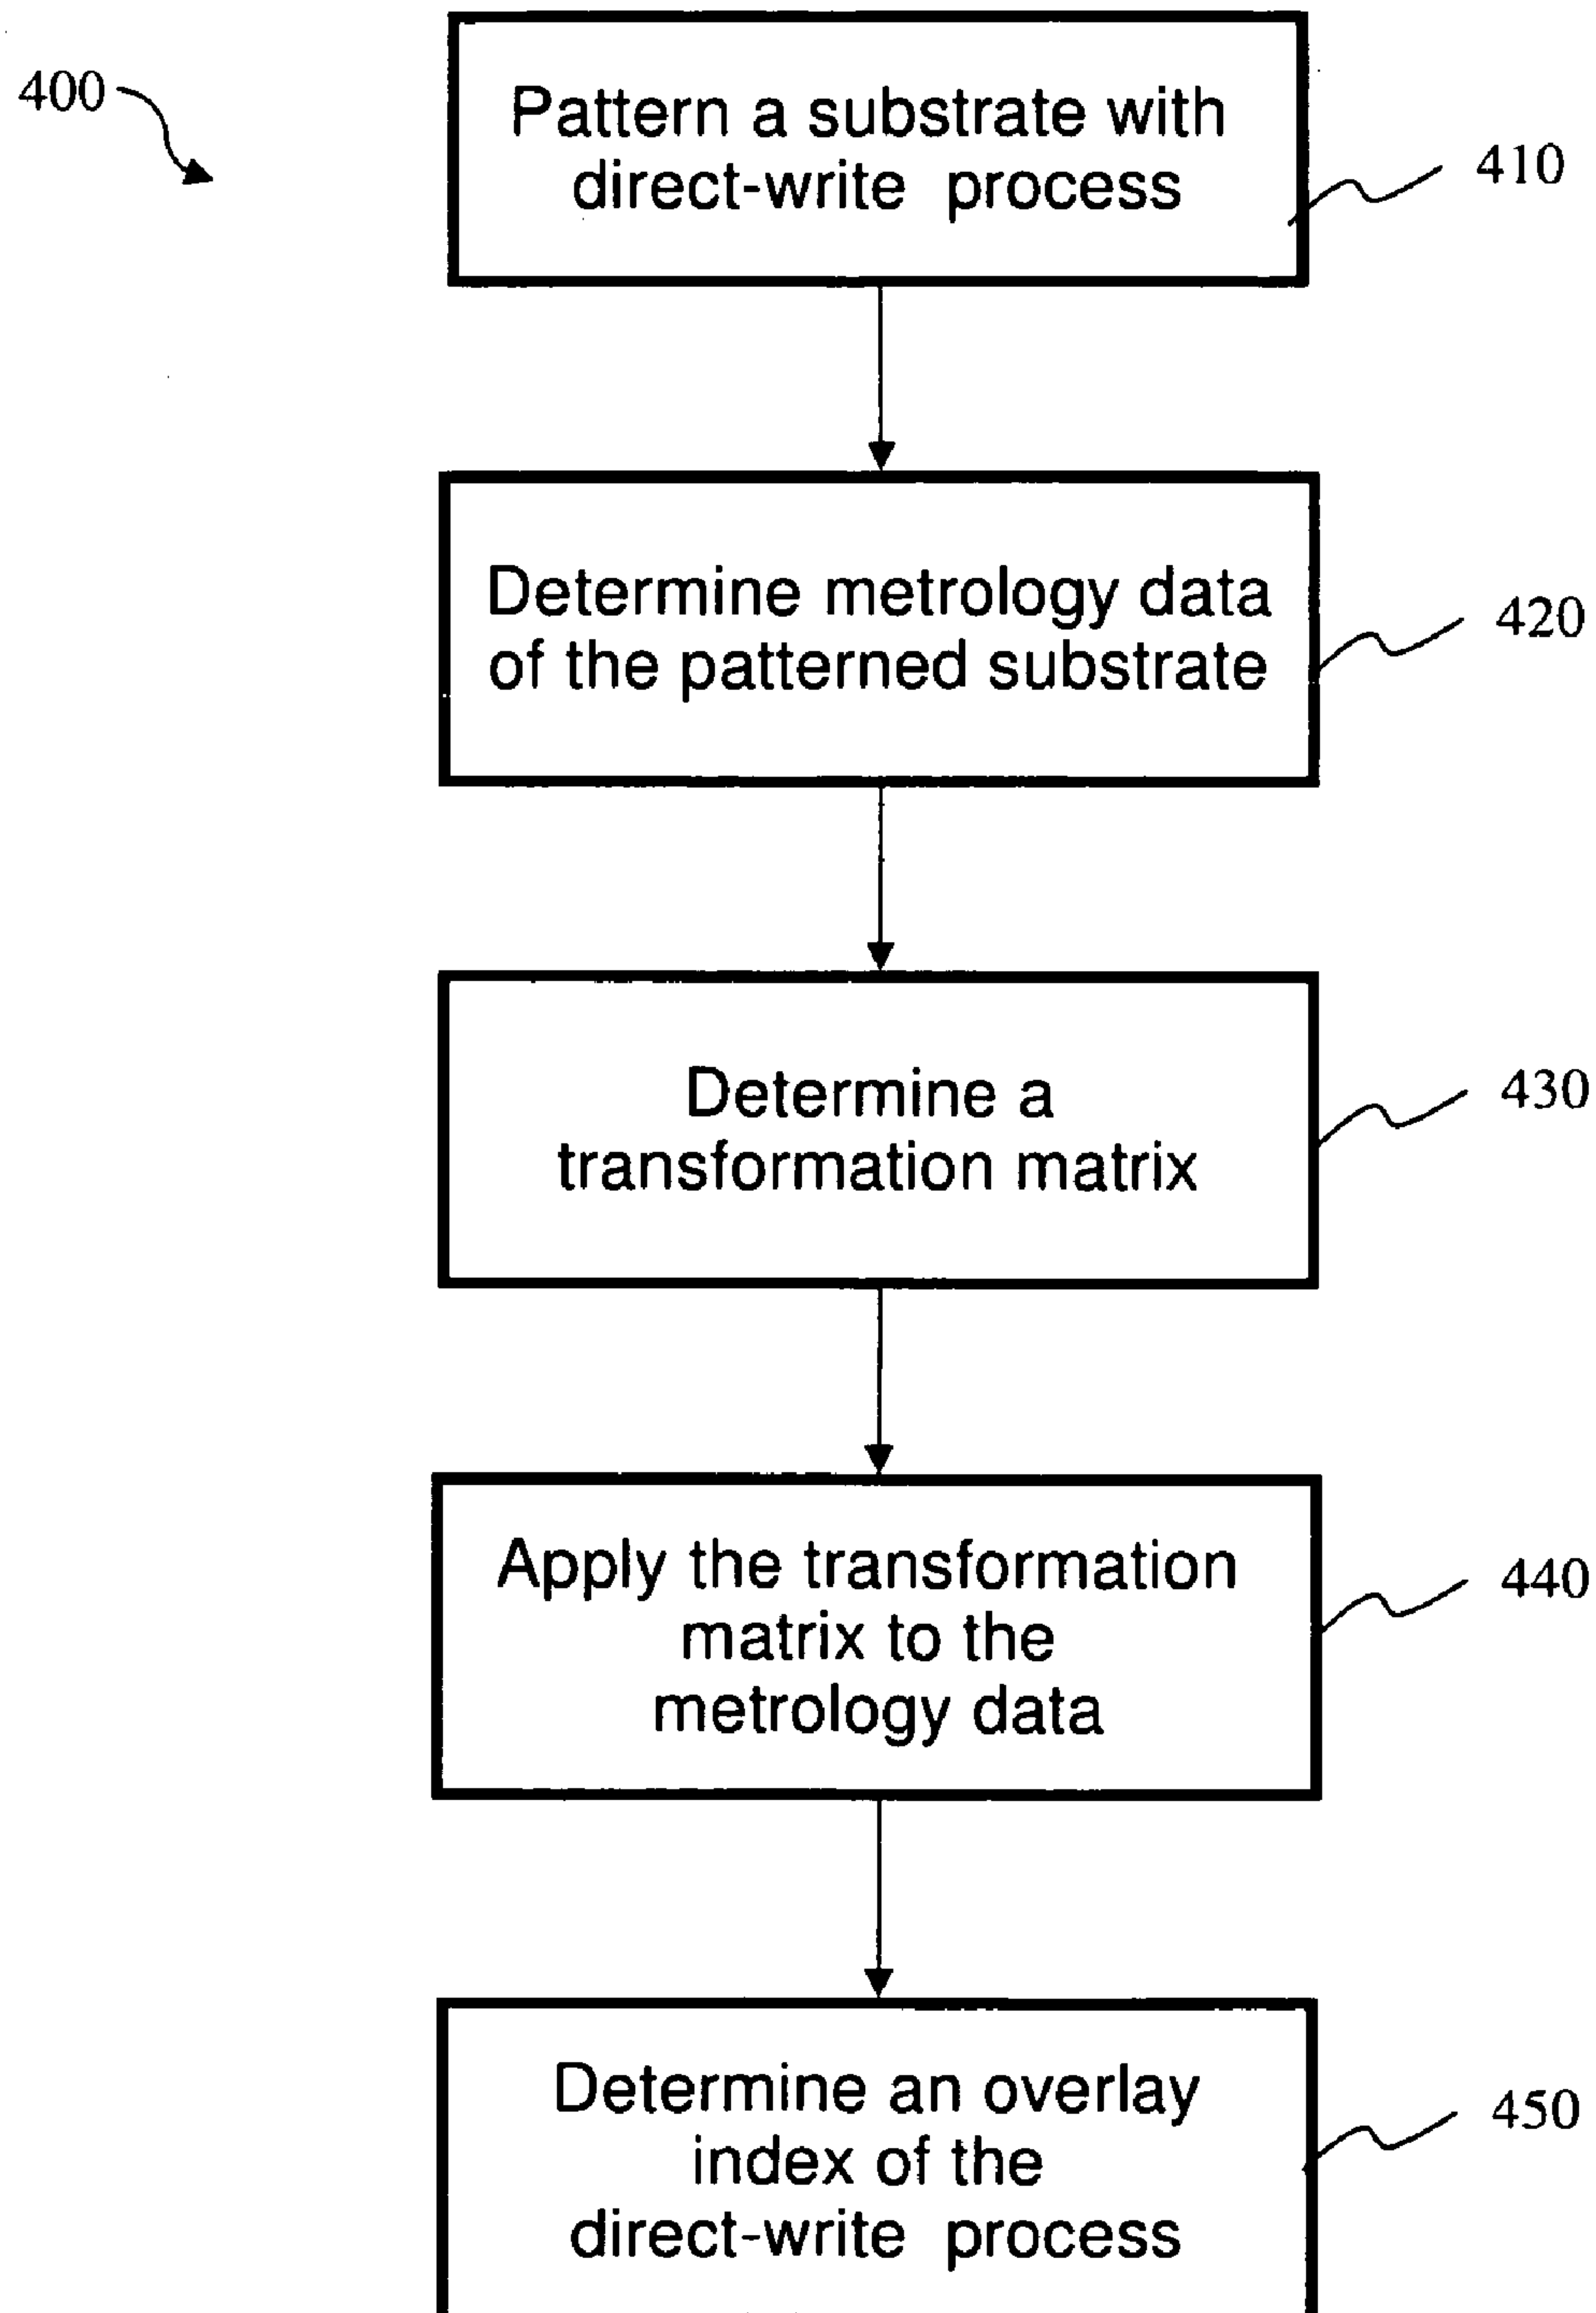 400
Pattern a substrate with
direct-write process
410
Determine metrology data
of the patterned substrate
420
Determine a
transformation matrix
430
Apply the transformation
matrix to the
metrology data
440
Determine an overlay
index of the
direct-write process
450